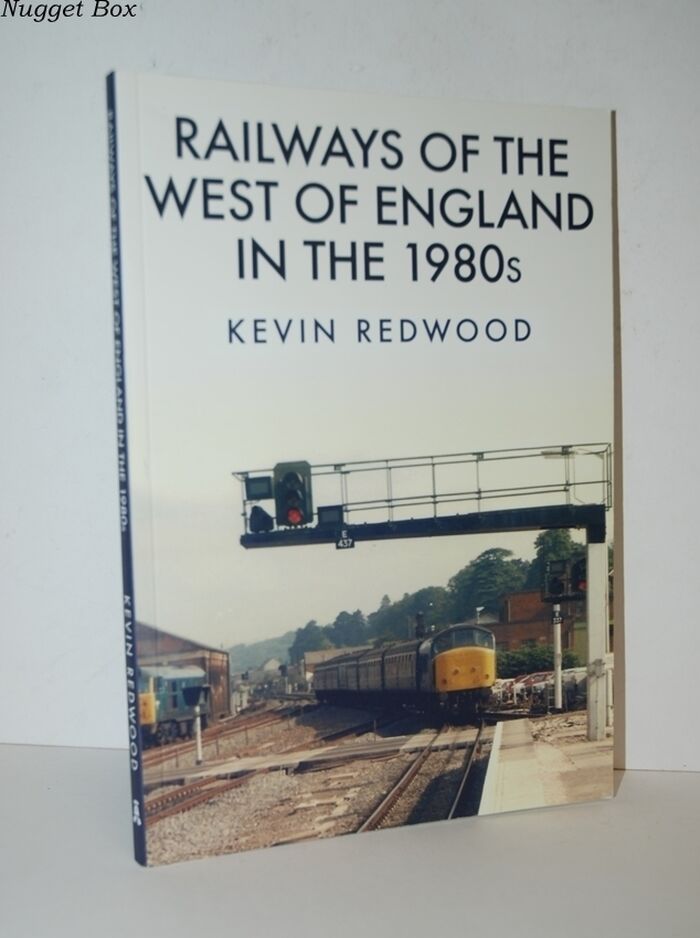 Nugget Box
RAILWAYS OF THE
WEST OF ENGLAND
IN THE 1980s
KEVIN REDWOOD
E
437
RAILWAYS OF THE WEST OF ENGLAND IN THE 1980s
KEVIN REDWOOD